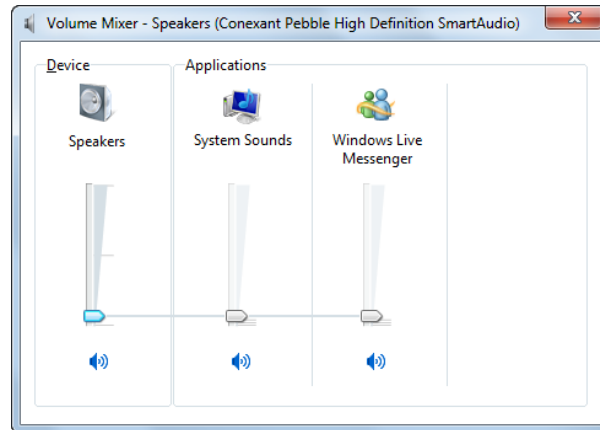 Volume Mixer - Speakers (Conexant Pebble High Definition SmartAudio)
Device
Applications
Speakers
System Sounds
Windows Live
Messenger